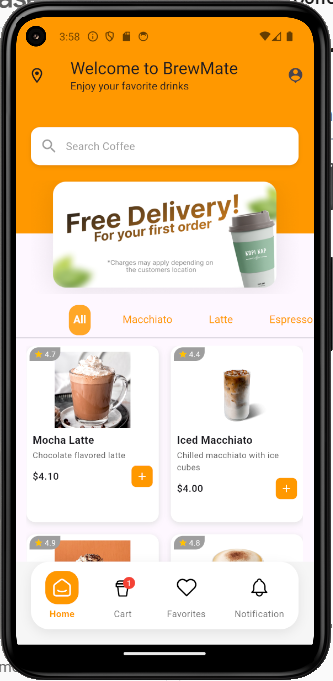 3:58
Welcome to BrewMate
Enjoy your favorite drinks
Search Coffee
Free Delivery!
For your first order
*Charges may apply depending on
the customers location
All Macchiato Latte Espresso
4.7
4.4
Mocha Latte
Chocolate flavored latte
$4.10
Iced Macchiato
Chilled macchiato with ice
cubes
$4.00
4.9
4.8
1
Home Cart Favorites Notification